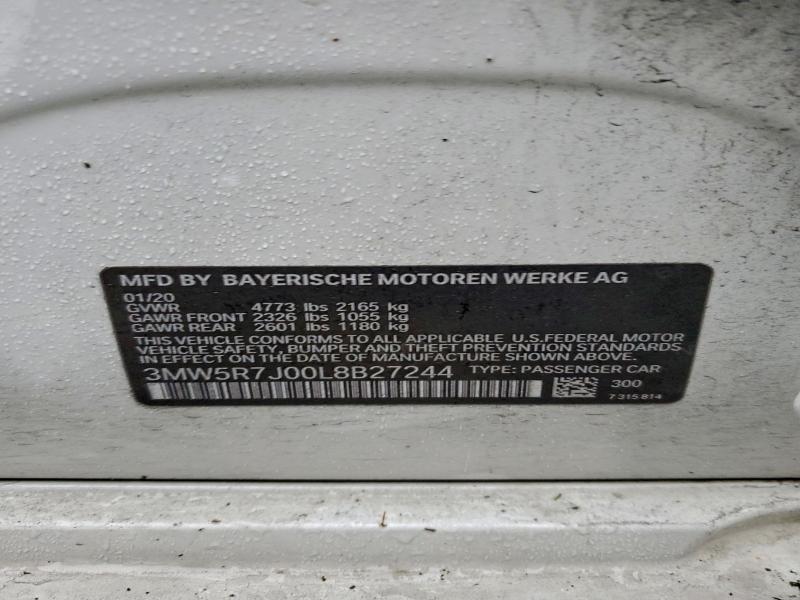 MFD BY BAYERISCHE MOTOREN WERKE AG
01/20
GVWR 4773 lbs 2165 kg
GAWR FRONT 2326 lbs 1055 kg
GAWR REAR 2601 lbs 1180 kg
THIS VEHICLE CONFORMS TO ALL APPLICABLE U.S.FEDERAL MOTOR
VEHICLE SAFETY, BUMPER AND THEFT PREVENTION STANDARDS
IN EFFECT ON THE DATE OF MANUFACTURE SHOWN ABOVE.
3MW5R7J00L8B27244 TYPE: PASSENGER CAR
300
7 315 814